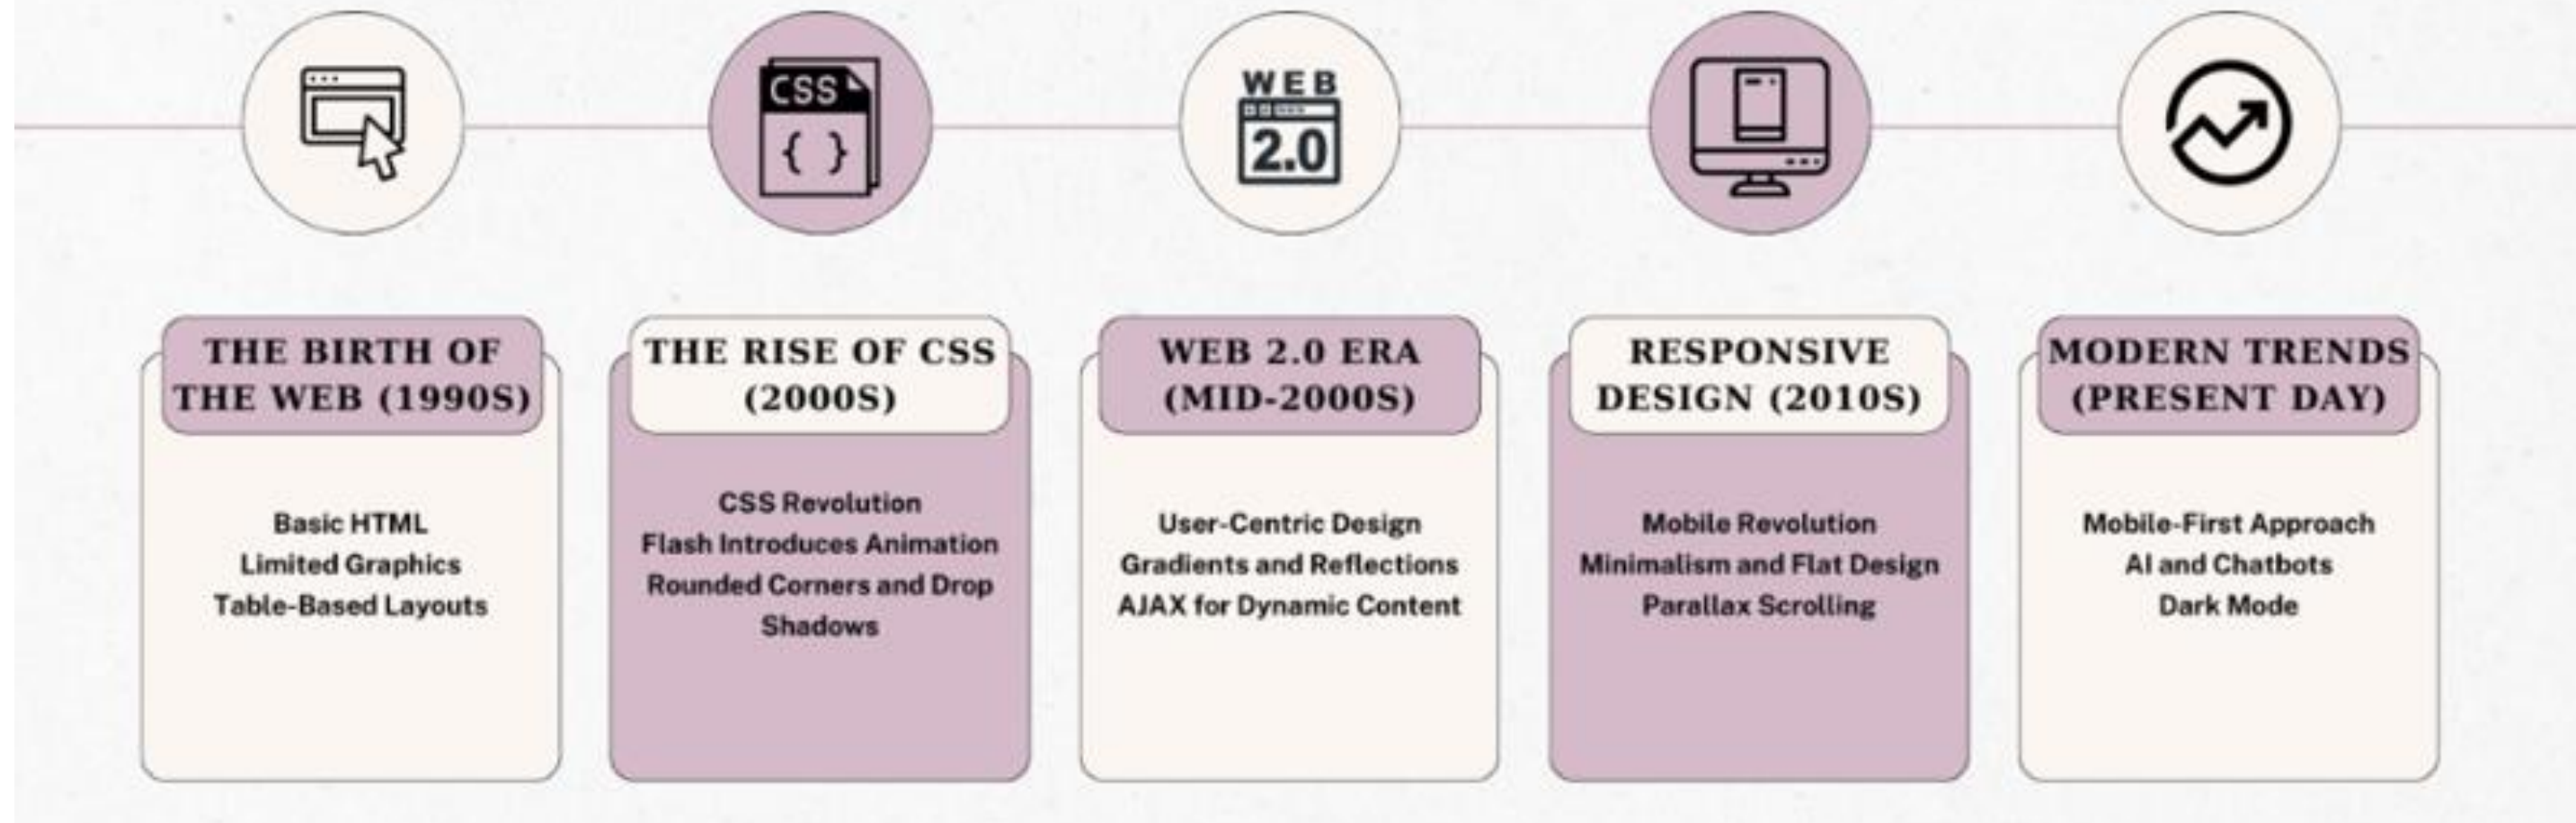 CSS
{ }
WEB
2.0
THE BIRTH OF
THE WEB (1990S)
Basic HTML
Limited Graphics
Table-Based Layouts
THE RISE OF CSS
(2000S)
CSS Revolution
Flash Introduces Animation
Rounded Corners and Drop
Shadows
WEB 2.0 ERA
(MID-2000S)
User-Centric Design
Gradients and Reflections
AJAX for Dynamic Content
RESPONSIVE
DESIGN (2010S)
Mobile Revolution
Minimalism and Flat Design
Parallax Scrolling
MODERN TRENDS
(PRESENT DAY)
Mobile-First Approach
AI and Chatbots
Dark Mode